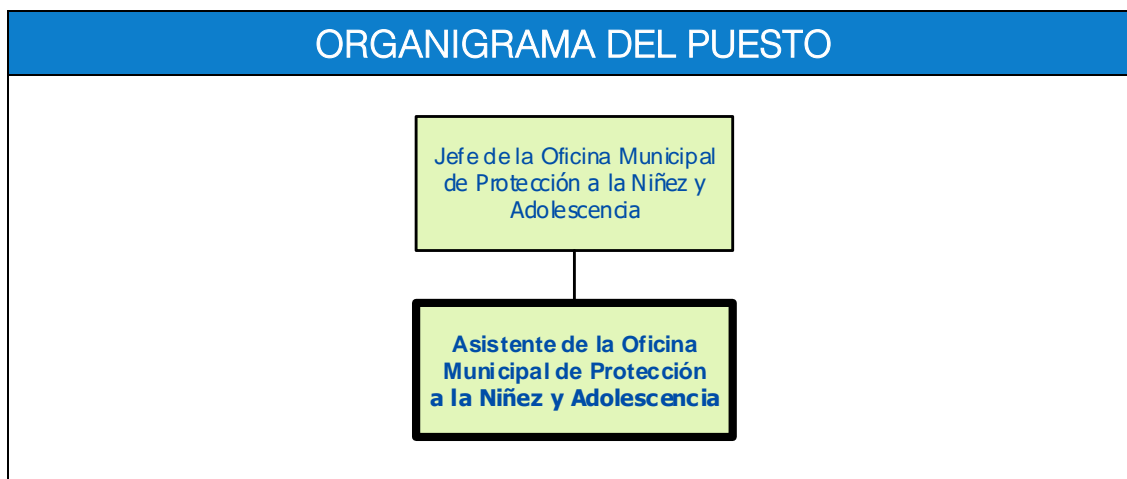 ORGANIGRAMA DEL PUESTO
Jefe de la Oficina Municipal
de Protección a la Niñez y
Adolescencia
Asistente de la Oficina
Municipal de Protección
a la Niñez y Adolescencia